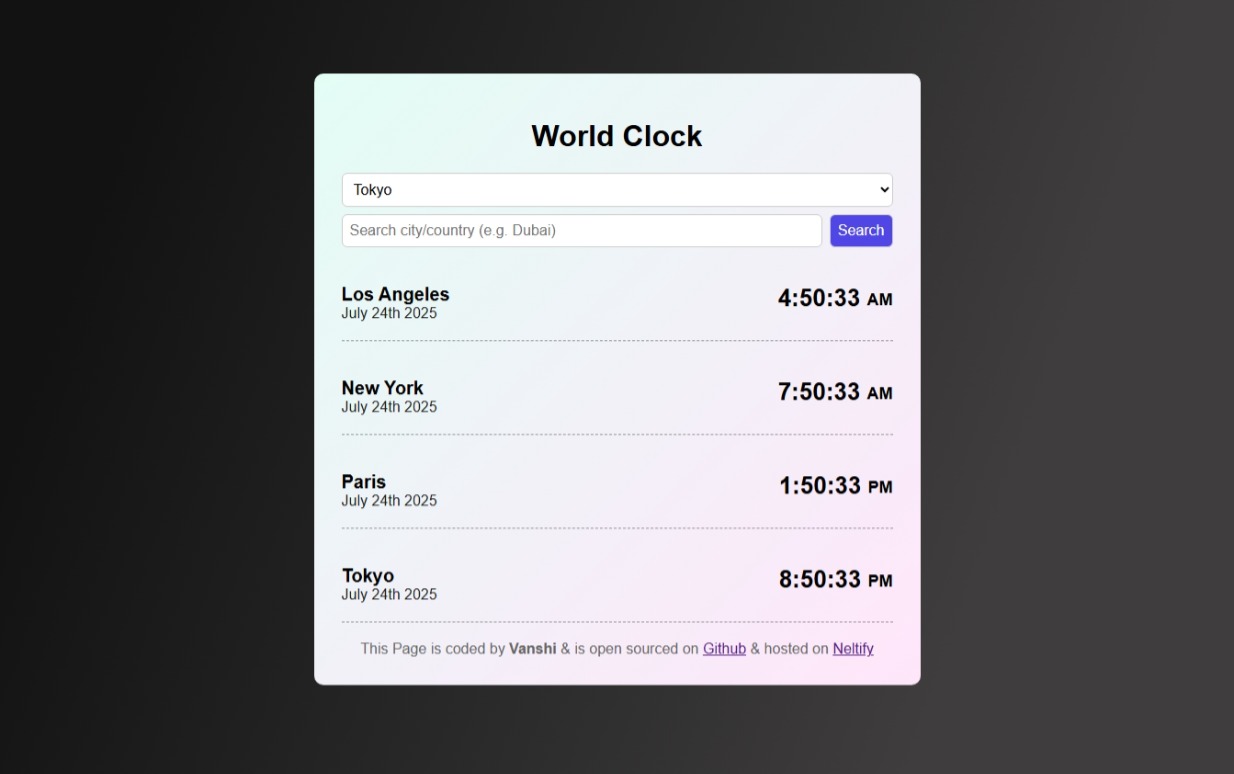 World Clock
Tokyo
Search city/country (e.g. Dubai) Search
Los Angeles 4:50:33 AM
July 24th 2025
New York 7:50:33 AM
July 24th 2025
Paris 1:50:33 PM
July 24th 2025
Tokyo 8:50:33 PM
July 24th 2025
This Page is coded by Vanshi & is open sourced on Github & hosted on Neltify